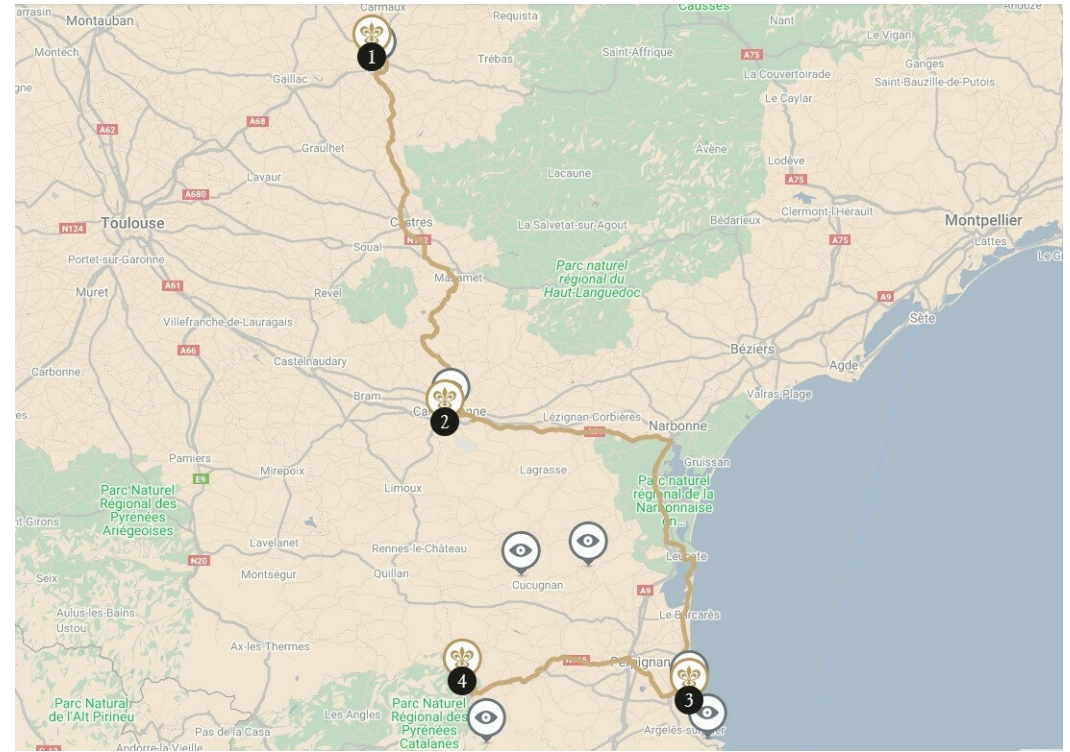 arrasin
Montauban
Carmaux
Requista
Causses
Nant
Anduze
Le Vigan
Montech
Trébas
Saint-Affrique
A75
Ganges
gne
Gaillac
La Couvertoirade
Saint-Bauzille-de-Putois
Le Caylar
1
A62
A68
Graulhet
Avène
Lodève
Lavaur
Lacaune
A75
A680
Clermont l'Hérault
Montpellier
N124
Toulouse
Castres
La Salvetat-sur-Agout
Bédarieux
A75
Lattes
Soual
Portet-sur-Garonne
Parc naturel
régional du
Haut-Languedoc
Mazamet
A61
Muret
Revel
A9
Sète
Villefranche-de-Lauragais
A66
Béziers
Castelnaudary
Agde
Carbonne
Bram
Valras-Plage
es
2
Lézignan-Corbières
Narbonne
Pamiers
Mirepoix
Lagrasse
Gruissan
E9
Limoux
Parc Naturel
Régional des
Pyrénées
Ariégeoises
Parc naturel
régional de la
Narbonnaise
en...
nt-Girons
Lavelanet
Rennes-le-Château
Leucate
N20
Montségur
Quillan
Cucugnan
Seix
A9
Aulus-les-Bains
Ustou
Le Barcarès
Ax-les-Thermes
Perpignan
4
3
Parc Natural
de l'Alt Pirineu
Les Angles
Parc Naturel
Régional des
Pyrénées
Catalanes
Pas de la Casa
Andorre-la-Vieille